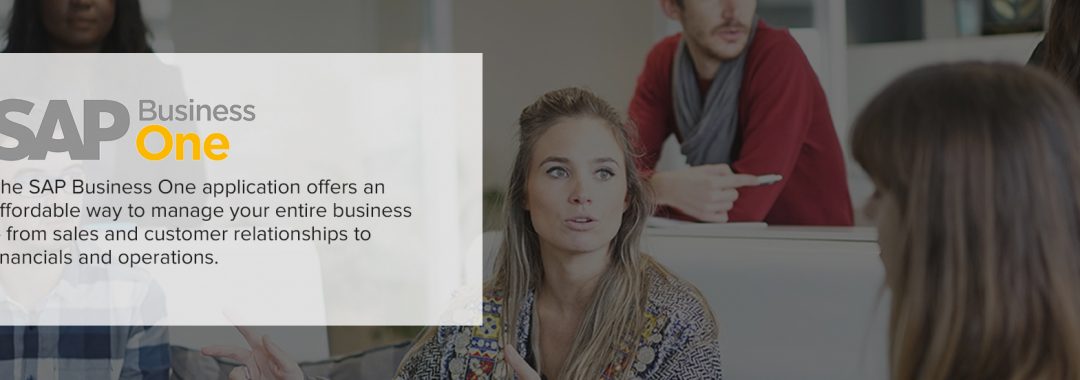 SAP Business
One
he SAP Business One application offers an
ffordable way to manage your entire business
from sales and customer relationships to
nancials and operations.